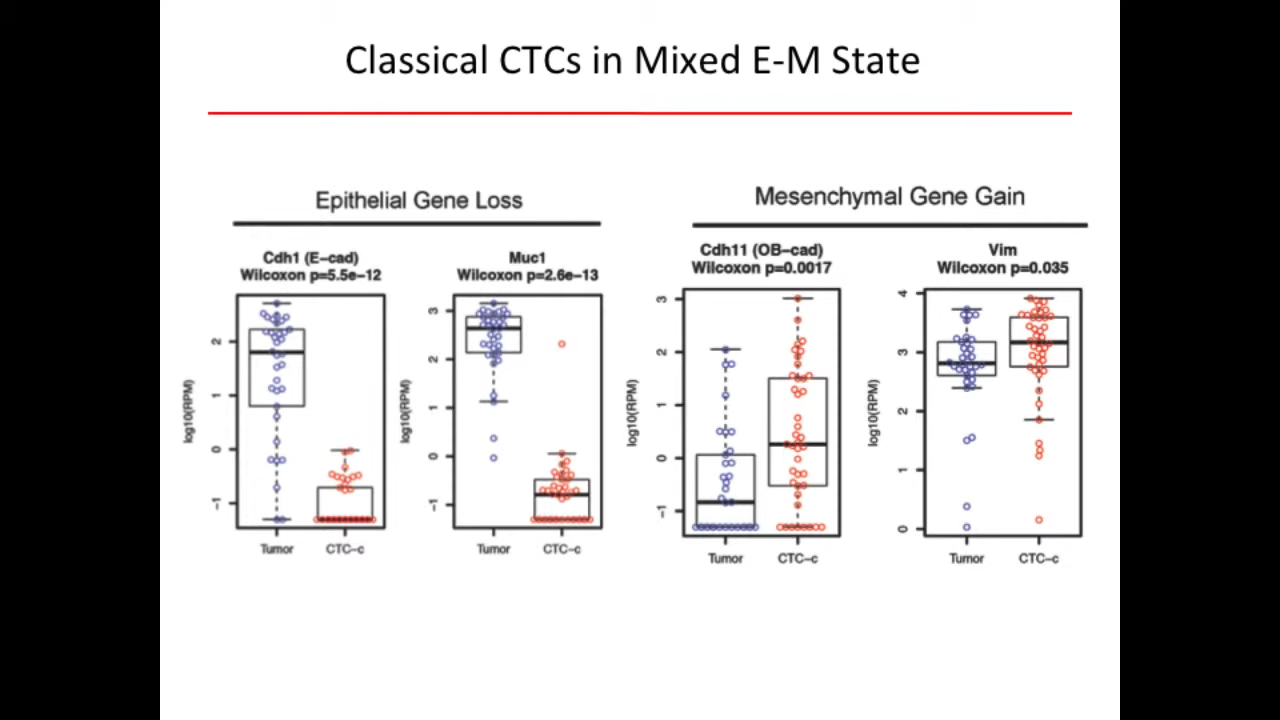 Classical CTCs in Mixed E-M State
Epithelial Gene Loss
Mesenchymal Gene Gain
Cdh1 (E-cad)
Wilcoxon p=5.5e-12
log10(RPM)
2
1
0
-1
Tumor
CTC-c
Muc1
Wilcoxon p=2.6e-13
log10(RPM)
3
2
1
0
-1
Tumor
CTC-c
Cdh11 (OB-cad)
Wilcoxon p=0.0017
log10(RPM)
3
2
1
0
-1
Tumor
CTC-c
Vim
Wilcoxon p=0.035
log10(RPM)
4
3
2
1
0
Tumor
CTC-c